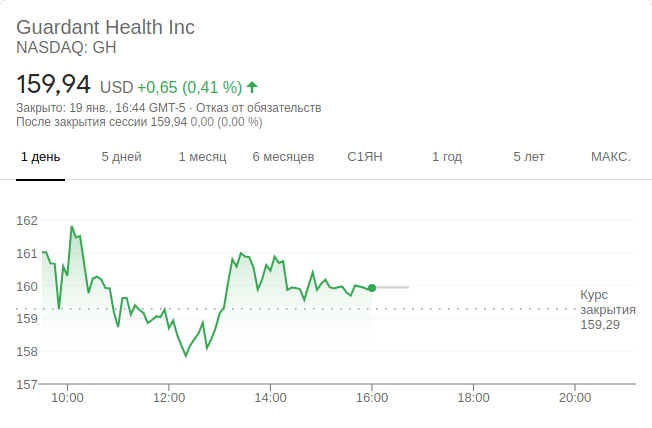 Guardant Health Inc
NASDAQ: GH
159,94 USD +0,65 (0,41 %)
Закрыто: 19 янв., 16:44 GMT-5 · Отказ от обязательств
После закрытия сессии 159,94 0,00 (0,00 %)
1 день 5 дней 1 месяц 6 месяцев С1ЯН 1 год 5 лет МАКС.
162
161
160
159
158
157
Курс
закрытия
159,29
10:00 12:00 14:00 16:00 18:00 20:00